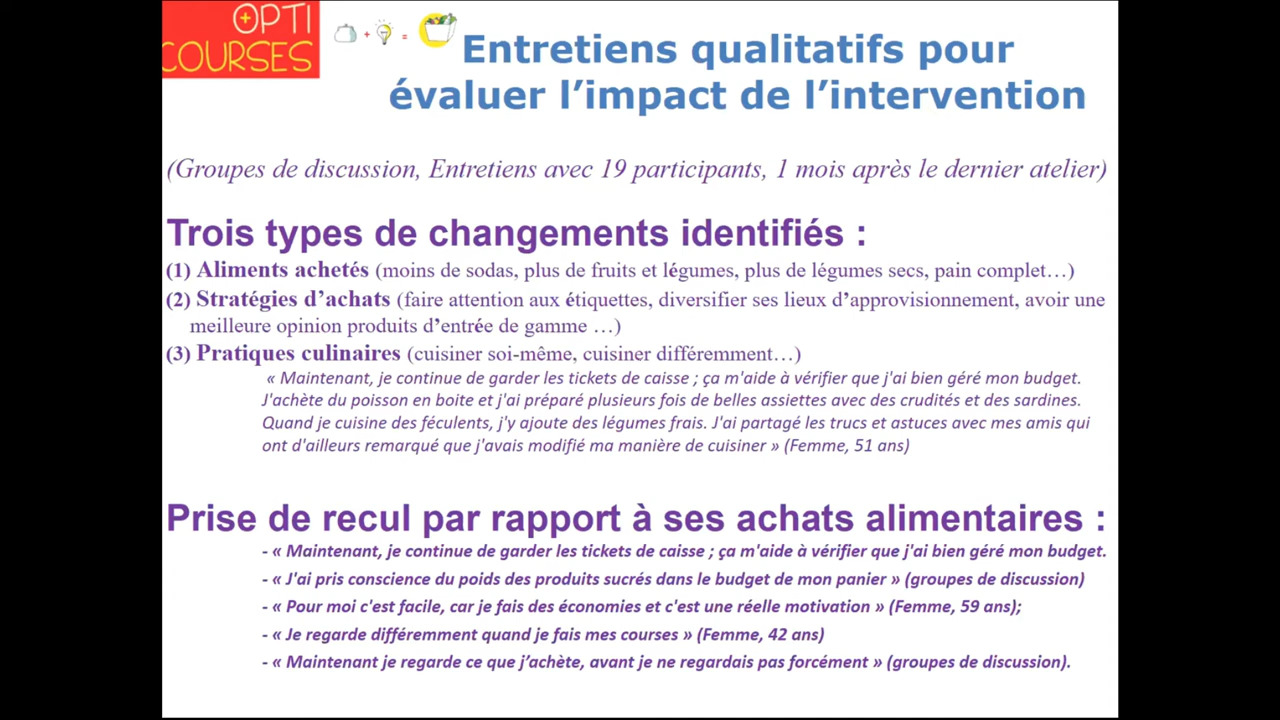 OPTI
COURSES
Entretiens qualitatifs pour
évaluer l’impact de l’intervention
(Groupes de discussion, Entretiens avec 19 participants, 1 mois après le dernier atelier)
Trois types de changements identifiés :
(1) Aliments achetés (moins de sodas, plus de fruits et légumes, plus de légumes secs, pain complet…)
(2) Stratégies d’achats (faire attention aux étiquettes, diversifier ses lieux d’approvisionnement, avoir une
meilleure opinion produits d’entrée de gamme …)
(3) Pratiques culinaires (cuisiner soi-même, cuisiner différemment…)
« Maintenant, je continue de garder les tickets de caisse ; ça m'aide à vérifier que j'ai bien géré mon budget.
J'achète du poisson en boite et j'ai préparé plusieurs fois de belles assiettes avec des crudités et des sardines.
Quand je cuisine des féculents, j'y ajoute des légumes frais. J'ai partagé les trucs et astuces avec mes amis qui
ont d'ailleurs remarqué que j'avais modifié ma manière de cuisiner » (Femme, 51 ans)
Prise de recul par rapport à ses achats alimentaires :
- « Maintenant, je continue de garder les tickets de caisse ; ça m'aide à vérifier que j'ai bien géré mon budget.
- « J'ai pris conscience du poids des produits sucrés dans le budget de mon panier » (groupes de discussion)
- « Pour moi c'est facile, car je fais des économies et c'est une réelle motivation » (Femme, 59 ans);
- « Je regarde différemment quand je fais mes courses » (Femme, 42 ans)
- « Maintenant je regarde ce que j’achète, avant je ne regardais pas forcément » (groupes de discussion).